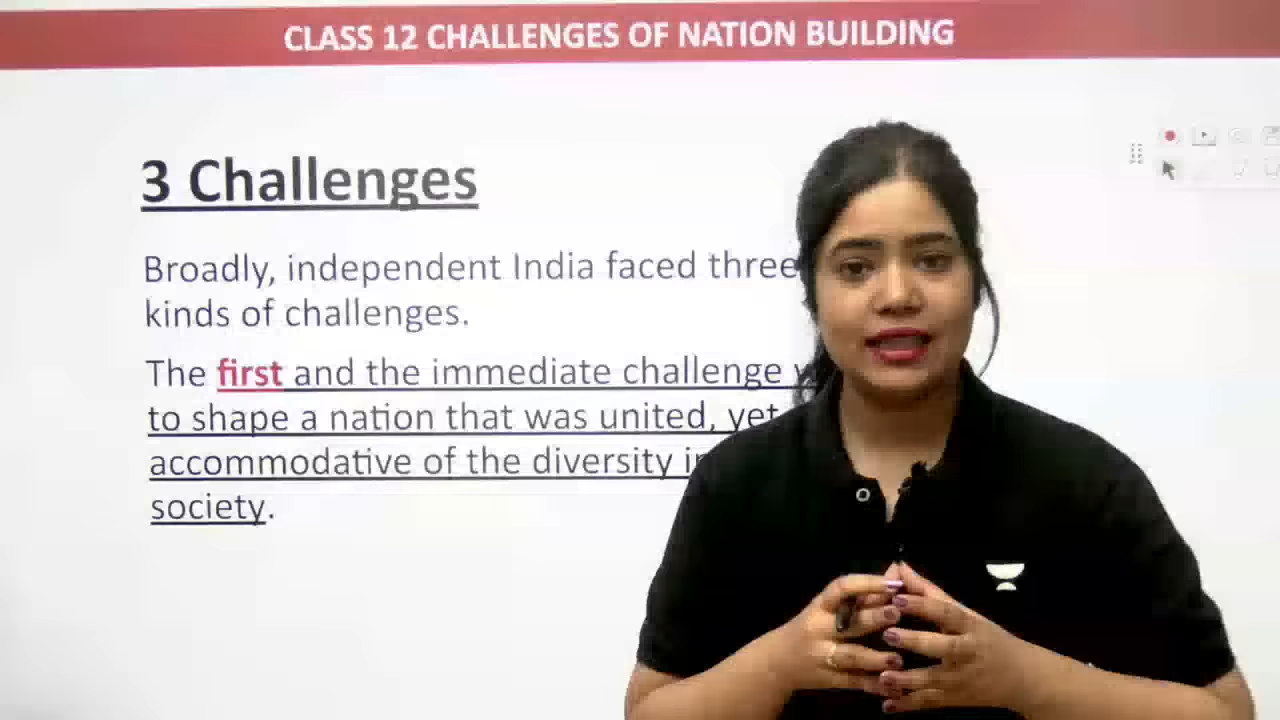 CLASS 12 CHALLENGES OF NATION BUILDING
3 Challenges
Broadly, independent India faced three
kinds of challenges.
The first and the immediate challenge
to shape a nation that was united, yet
accommodative of the diversity
society.